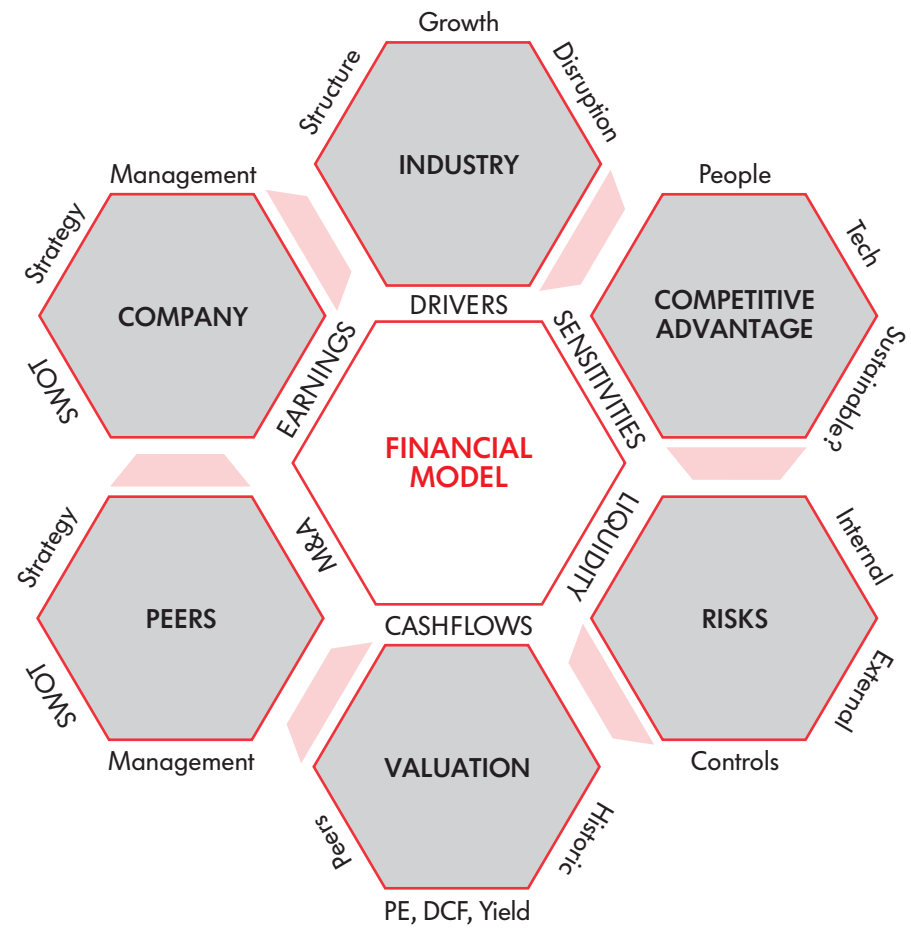 Growth
Structure
Disruption
INDUSTRY
Management
Strategy
COMPANY
SWOT
People
Tech
COMPETITIVE
ADVANTAGE
Sustainable?
DRIVERS
EARNINGS
SENSITIVITIES
FINANCIAL
MODEL
M&A
LIQUIDITY
CASHFLOWS
Strategy
PEERS
SWOT
Management
Internal
RISKS
External
Controls
VALUATION
Peers
Historic
PE, DCF, Yield